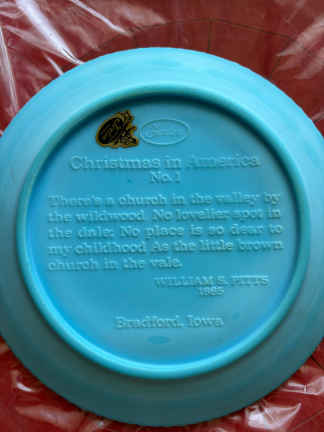 Christmas in America
No. 1
There's a church in the valley by
the wildwood. No lovelier spot in
the dale; No place is so dear to
my childhood As the little brown
church in the vale.
WILLIAM S. PITTS
1865
Bradford, Iowa